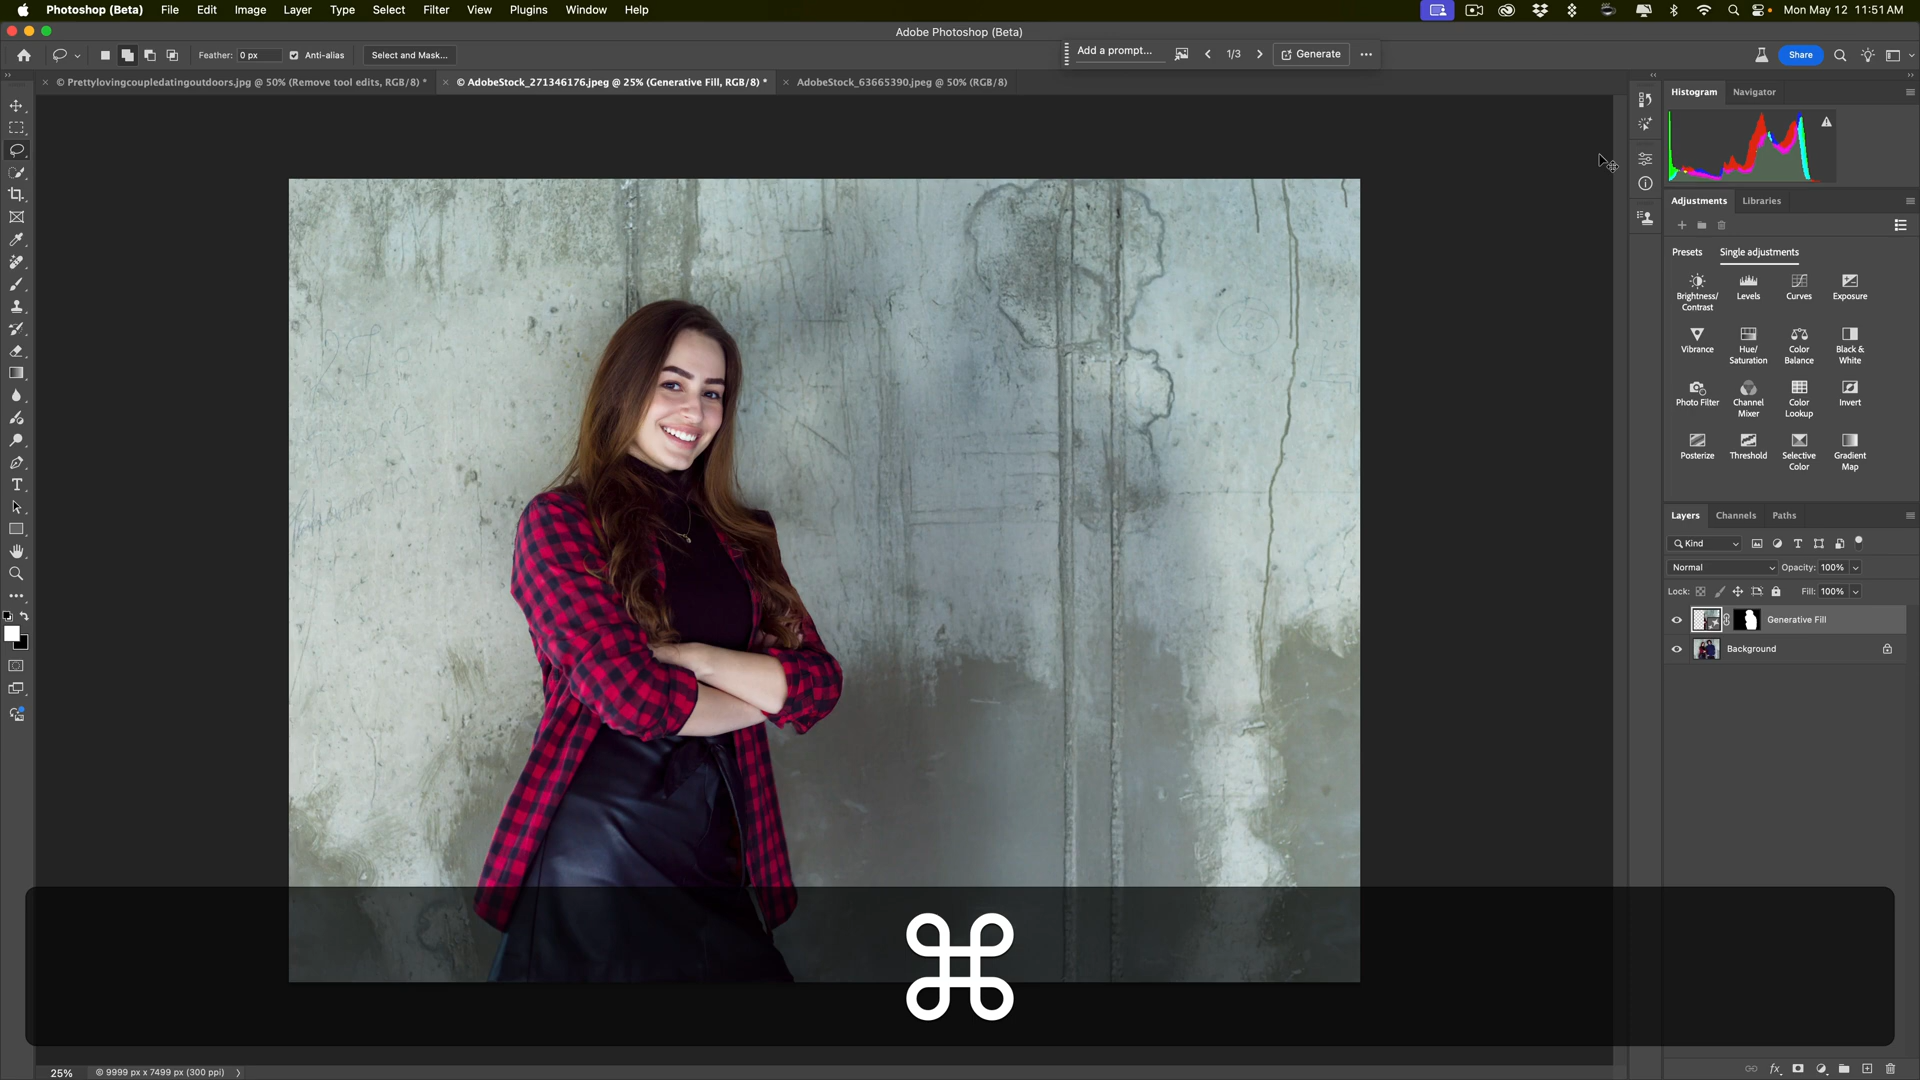 Photoshop (Beta) File Edit Image Layer Type Select Filter View Plugins Window Help Mon May 12 11:51 AM
Adobe Photoshop (Beta)
Feather: 0 px Anti-alias Select and Mask... Add a prompt... 1/3 Generate Share
© Prettylovingcoupledatingoutdoors.jpg @ 50% (Remove tool edits, RGB/8) * © AdobeStock_271346176.jpeg @ 25% (Generative Fill, RGB/8) * AdobeStock_63665390.jpeg @ 50% (RGB/8)
Histogram Navigator
Adjustments Libraries
Presets Single adjustments
Brightness/
Contrast Levels Curves Exposure
Vibrance Hue/
Saturation Color
Balance Black &
White
Photo Filter Channel
Mixer Color
Lookup Invert
Posterize Threshold Selective
Color Gradient
Map
Layers Channels Paths
Kind
Normal Opacity: 100%
Lock: Fill: 100%
Generative Fill
Background
⌘
25% 9999 px x 7499 px (300 ppi)